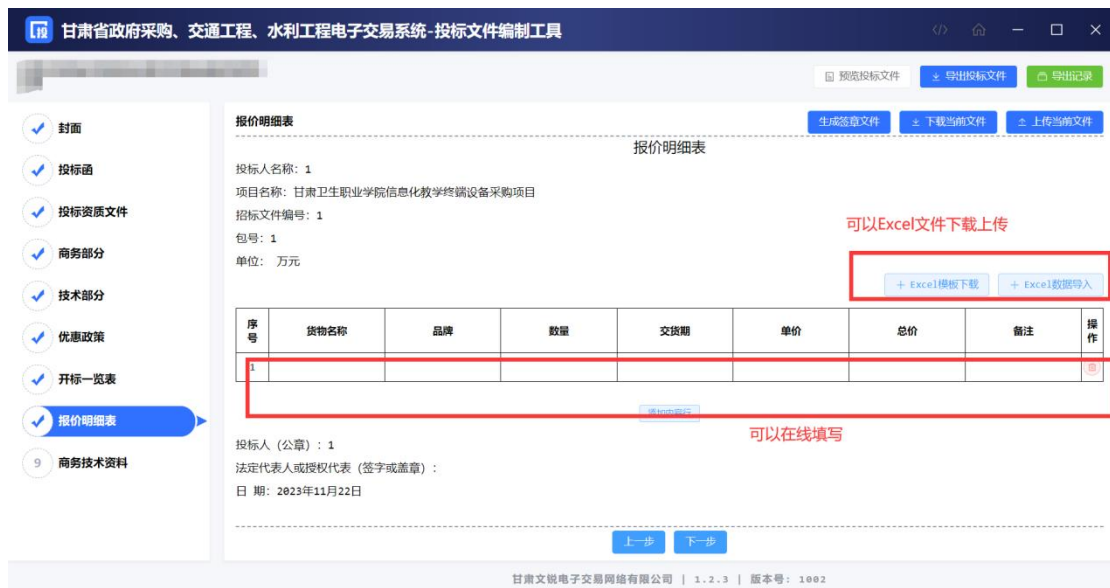 甘肃省政府采购、交通工程、水利工程电子交易系统-投标文件编制工具
预览投标文件 导出投标文件 导出记录
封面
投标函
投标资质文件
商务部分
技术部分
优惠政策
开标一览表
报价明细表
9 商务技术资料
报价明细表 生成签章文件 下载当前文件 上传当前文件
报价明细表
投标人名称: 1
项目名称: 甘肃卫生职业学院信息化教学终端设备采购项目
招标文件编号: 1
包号: 1
单位: 万元
可以Excel文件下载上传
+ Excel模板下载 + Excel数据导入
序号 货物名称 品牌 数量 交货期 单价 总价 备注 操作
1
添加内容行
可以在线填写
投标人（公章）: 1
法定代表人或授权代表（签字或盖章）:
日 期: 2023年11月22日
上一步 下一步
甘肃文锐电子交易网络有限公司 | 1.2.3 | 版本号: 1002